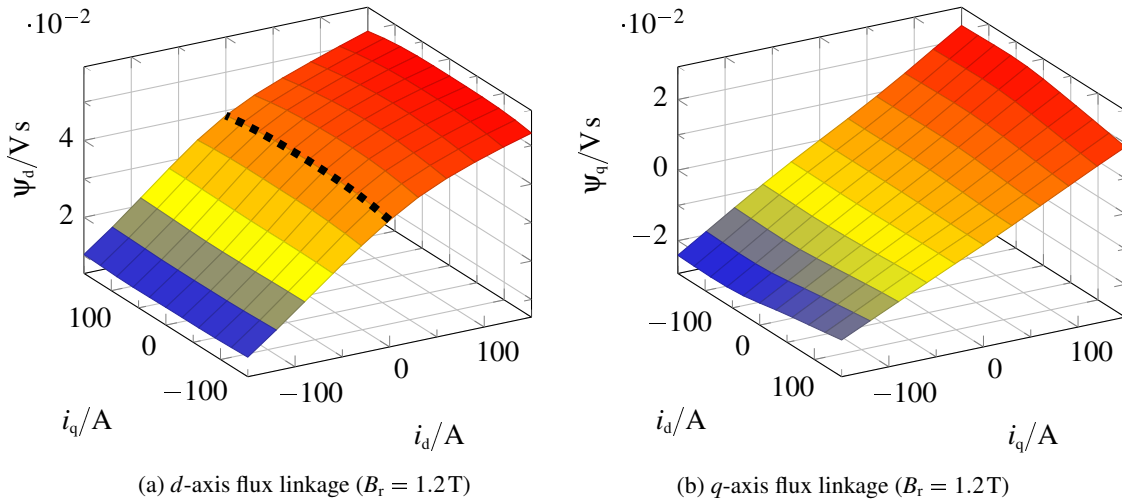 ·10⁻²
4
2
ψd/V s
100
0
−100
iq/A
−100
0
100
id/A
(a) d-axis flux linkage (Br = 1.2 T)
·10⁻²
2
0
−2
ψq/V s
−100
0
100
id/A
−100
0
100
iq/A
(b) q-axis flux linkage (Br = 1.2 T)